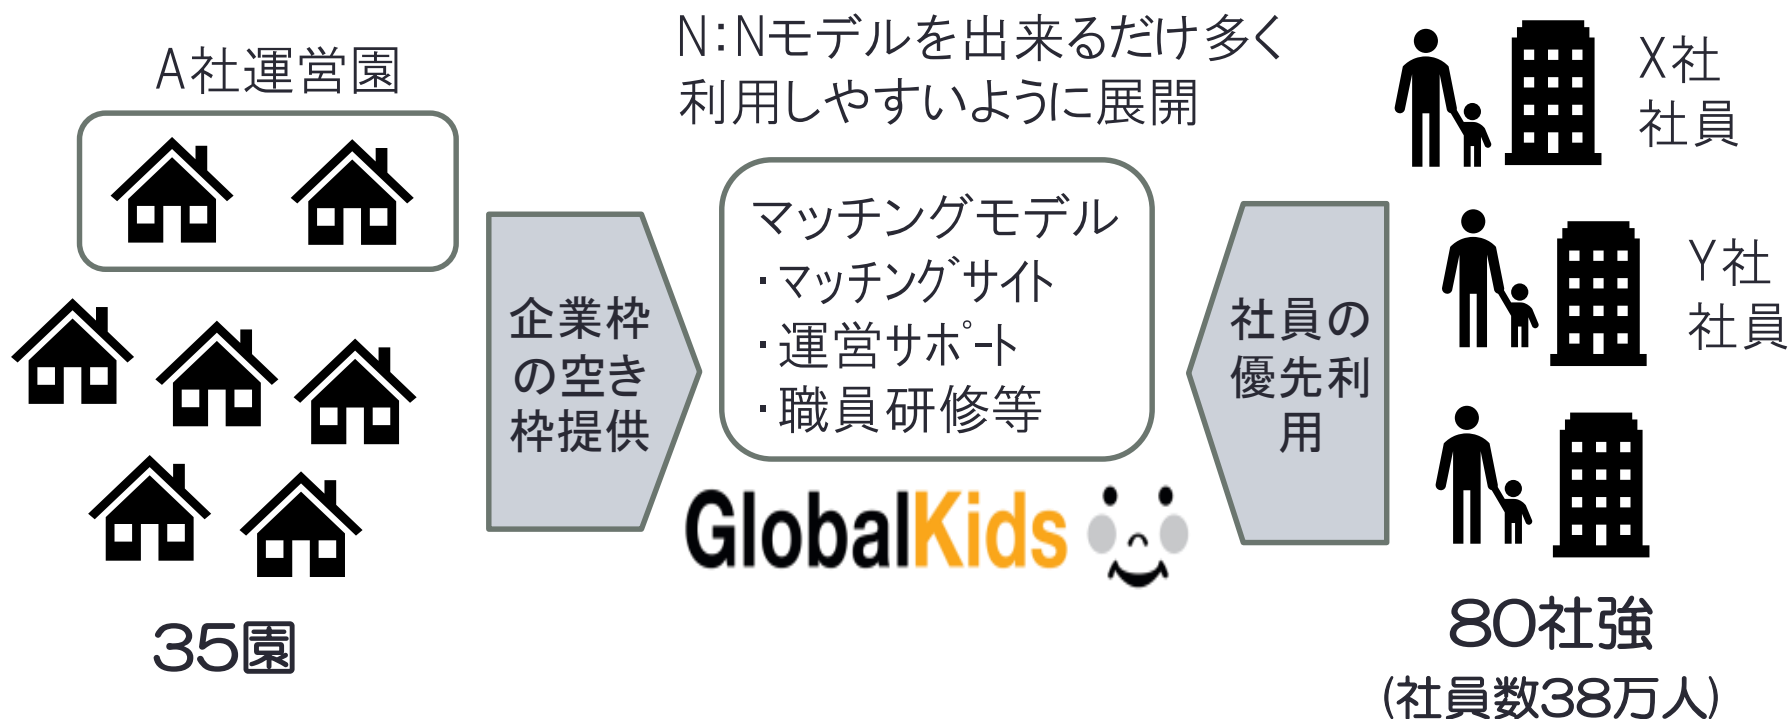 A社運営園
N:Nモデルを出来るだけ多く
利用しやすいように展開
企業枠
の空き
枠提供
マッチングモデル
・マッチングサイト
・運営サポート
・職員研修等
GlobalKids
社員の
優先利
用
X社
社員
Y社
社員
35園
80社強
(社員数38万人)